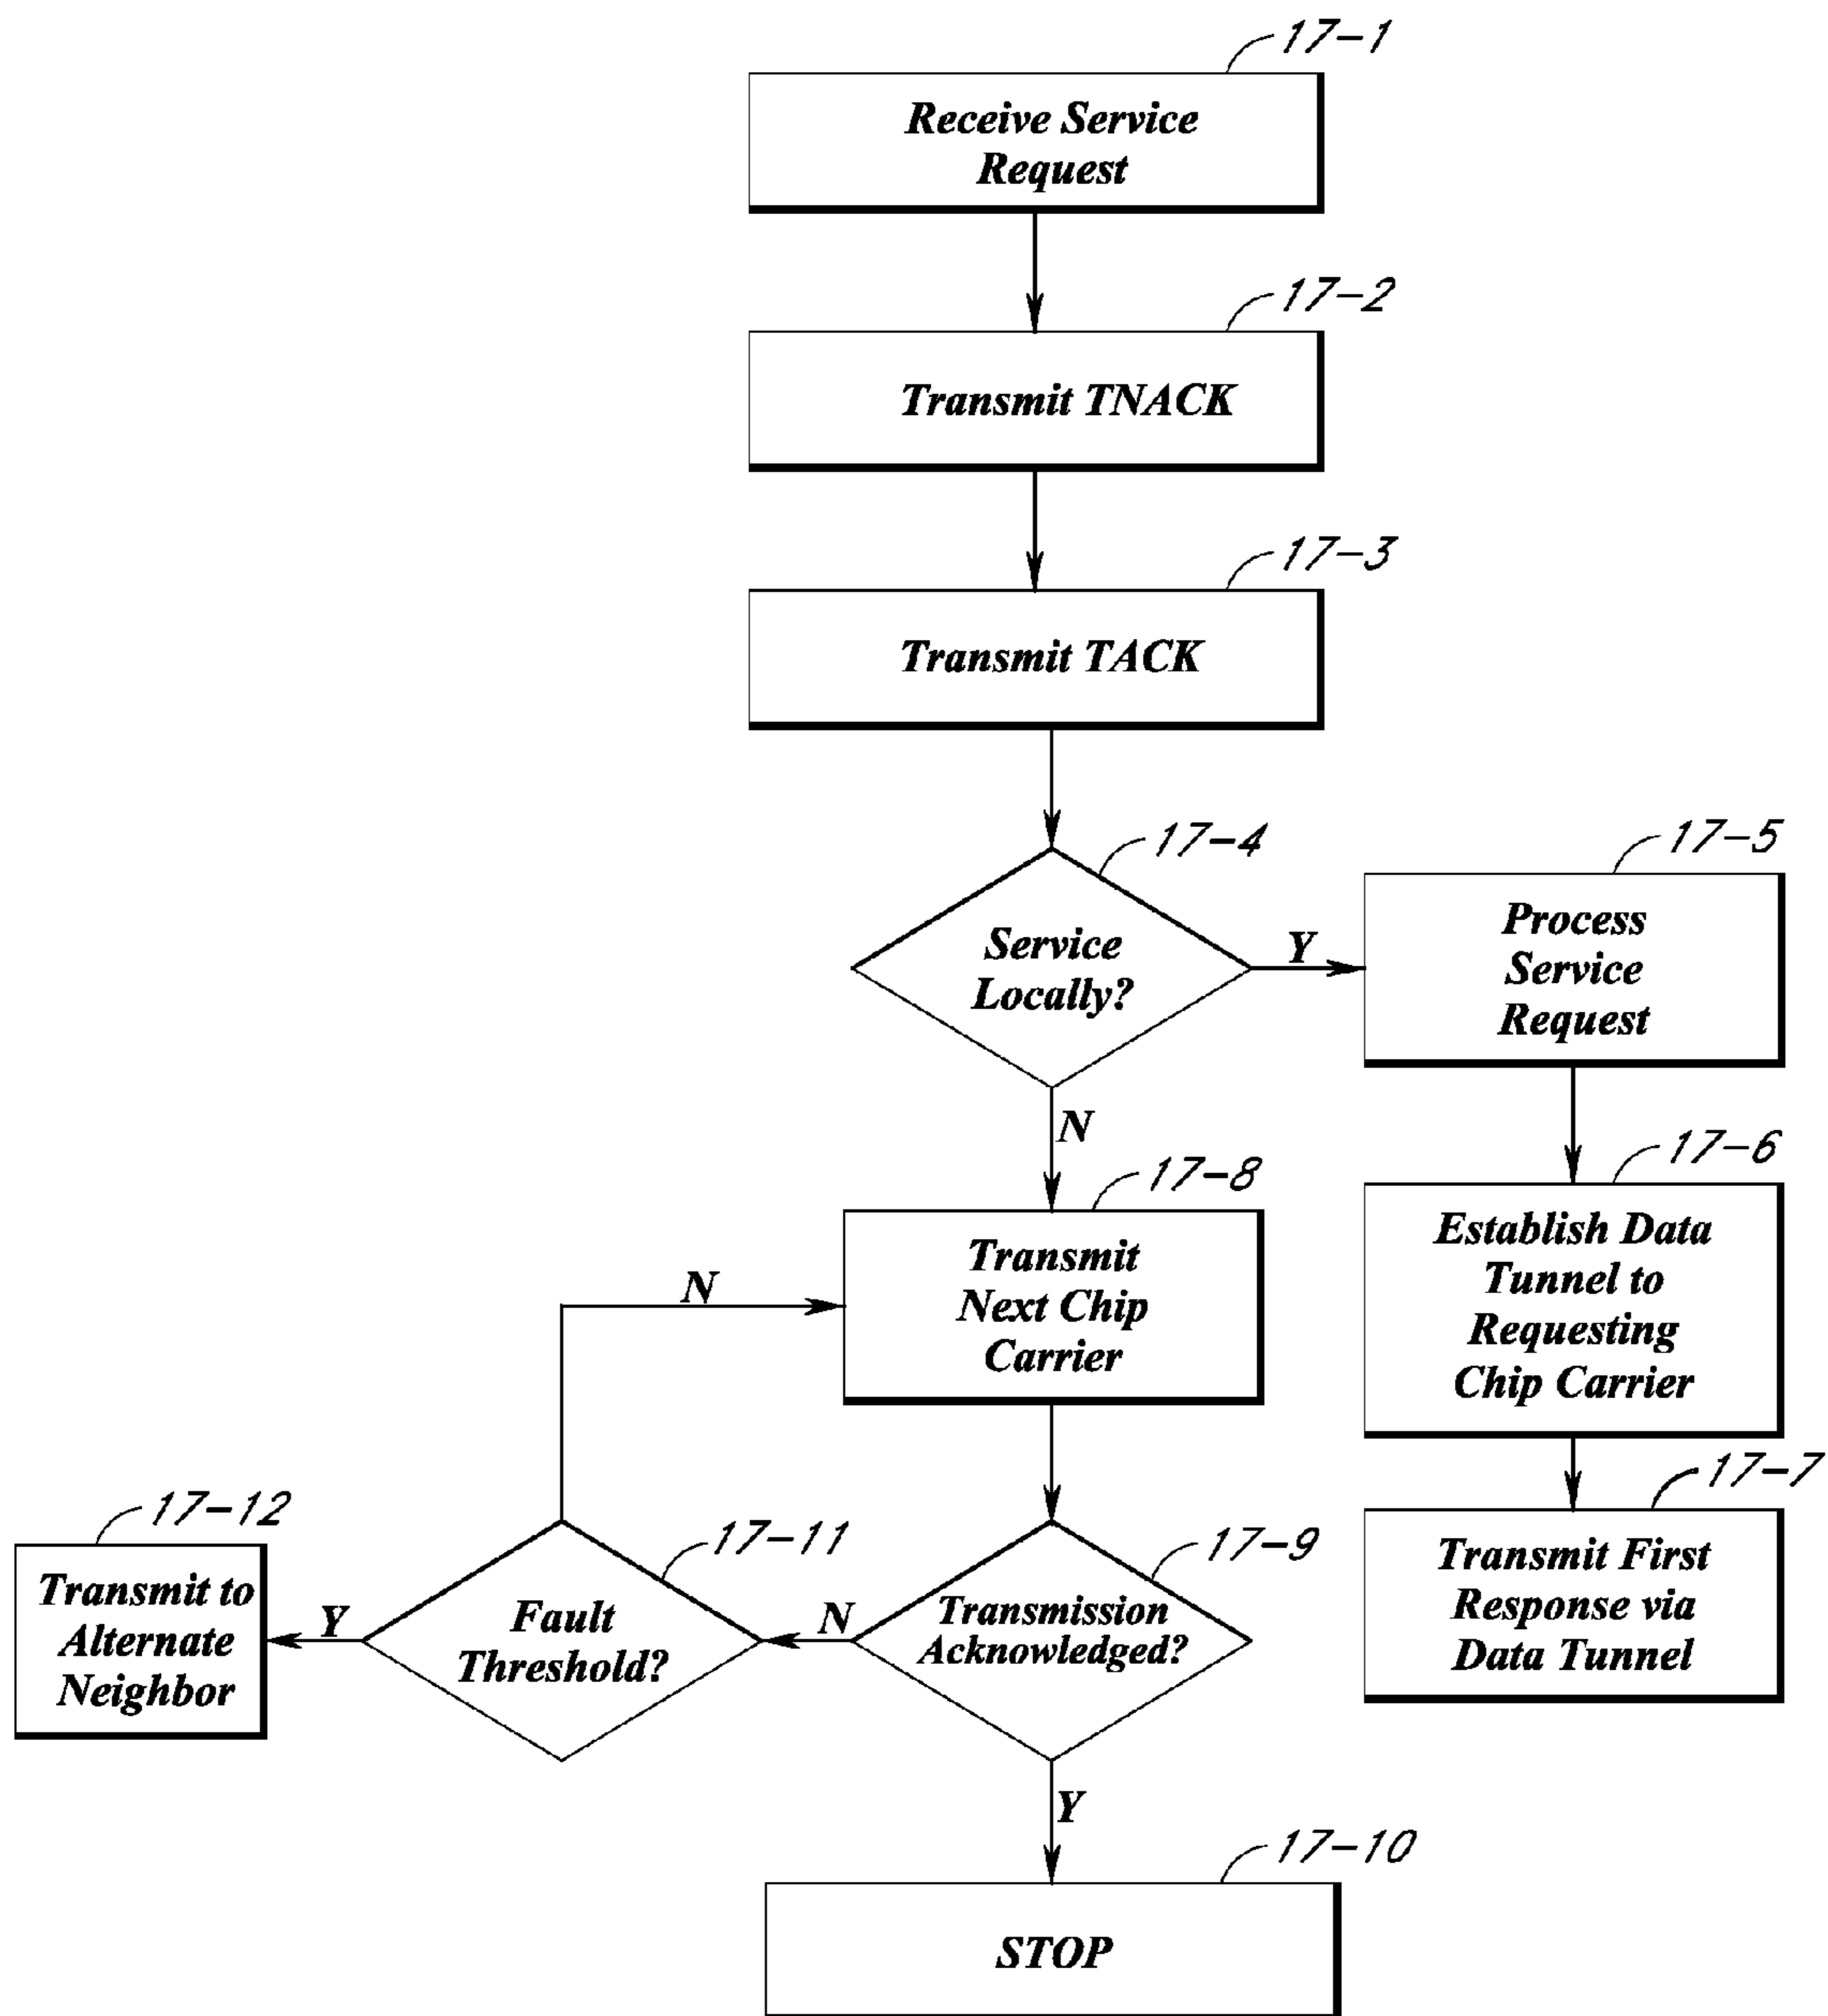 17-1
Receive Service
Request
17-2
Transmit TNACK
17-3
Transmit TACK
17-4
Service
Locally?
Y
N
17-5
Process
Service
Request
17-6
Establish Data
Tunnel to
Requesting
Chip Carrier
17-7
Transmit First
Response via
Data Tunnel
17-8
Transmit
Next Chip
Carrier
N
17-9
Transmission
Acknowledged?
N
Y
17-11
Fault
Threshold?
Y
17-12
Transmit to
Alternate
Neighbor
17-10
STOP